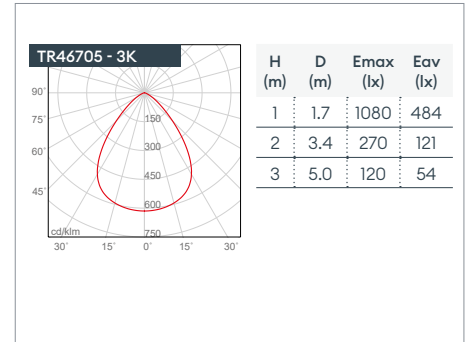 TR46705 - 3K
90°
75°
60°
45°
150
300
450
600
750
cd/klm
30° 15° 0° 15° 30°
H D Emax Eav
(m) (m) (lx) (lx)
1 1.7 1080 484
2 3.4 270 121
3 5.0 120 54